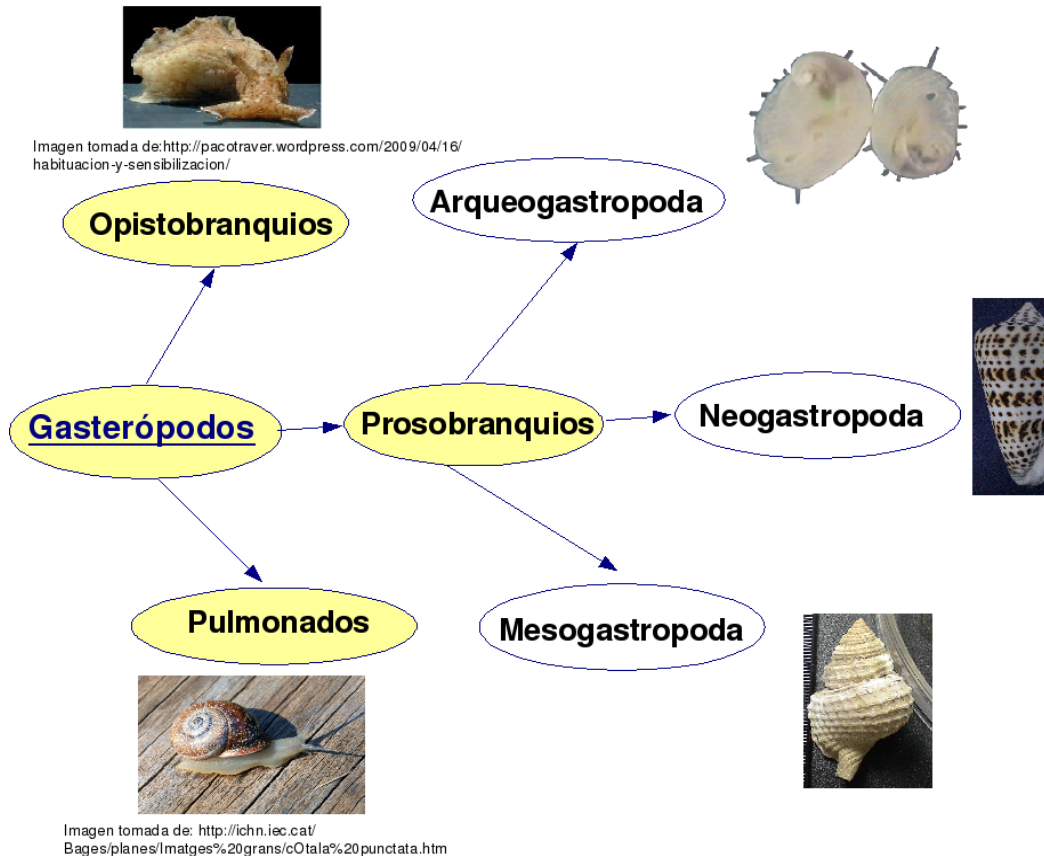 Imagen tomada de:http://pacotraver.wordpress.com/2009/04/16/
habituacion-y-sensibilizacion/
Opistobranquios
Arqueogastropoda
Gasterópodos
Prosobranquios
Neogastropoda
Pulmonados
Mesogastropoda
Imagen tomada de: http://ichn.iec.cat/
Bages/planes/Imatges%20grans/cOtala%20punctata.htm